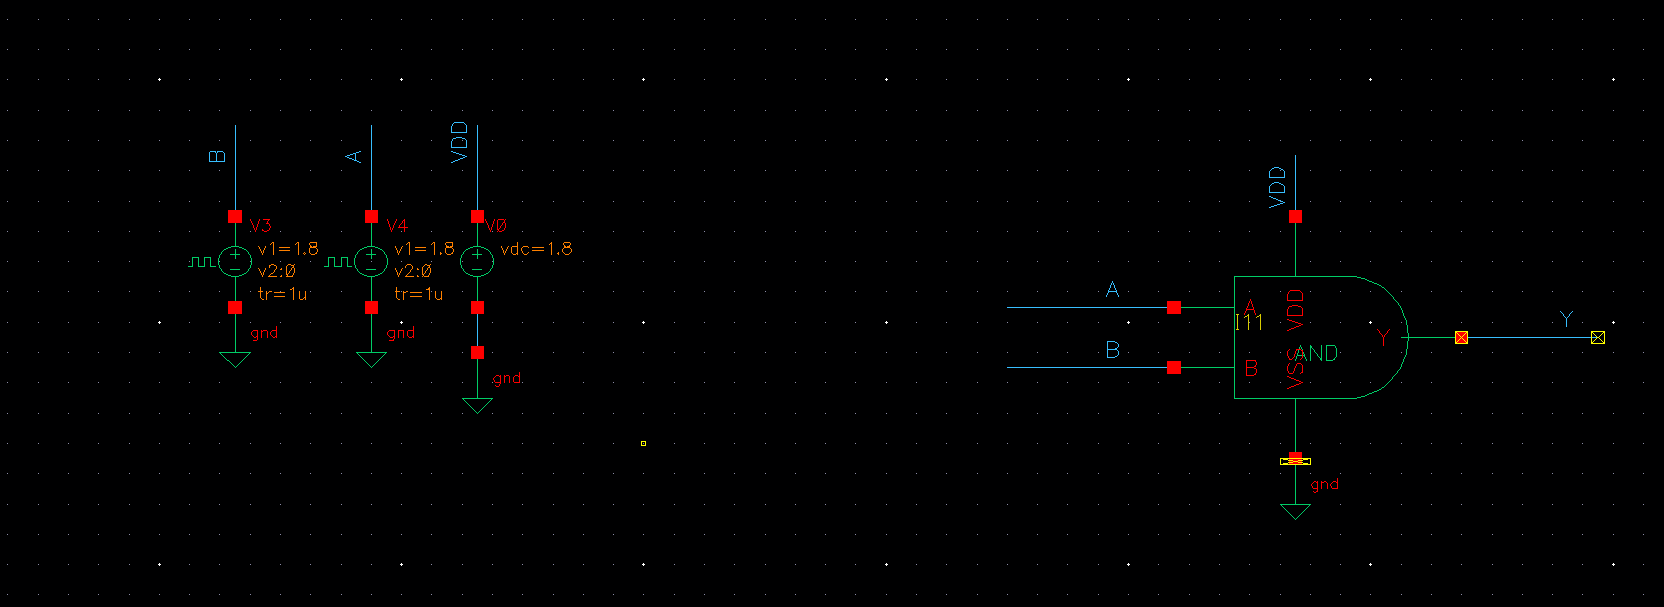 B
A
VDD
V3
v1=1.8
v2:0
tr=1u
gnd
V4
v1=1.8
v2:0
tr=1u
gnd
V0
vdc=1.8
gnd
VDD
A
B
A
B
I11
VDD
VSS
AND
Y
Y
gnd